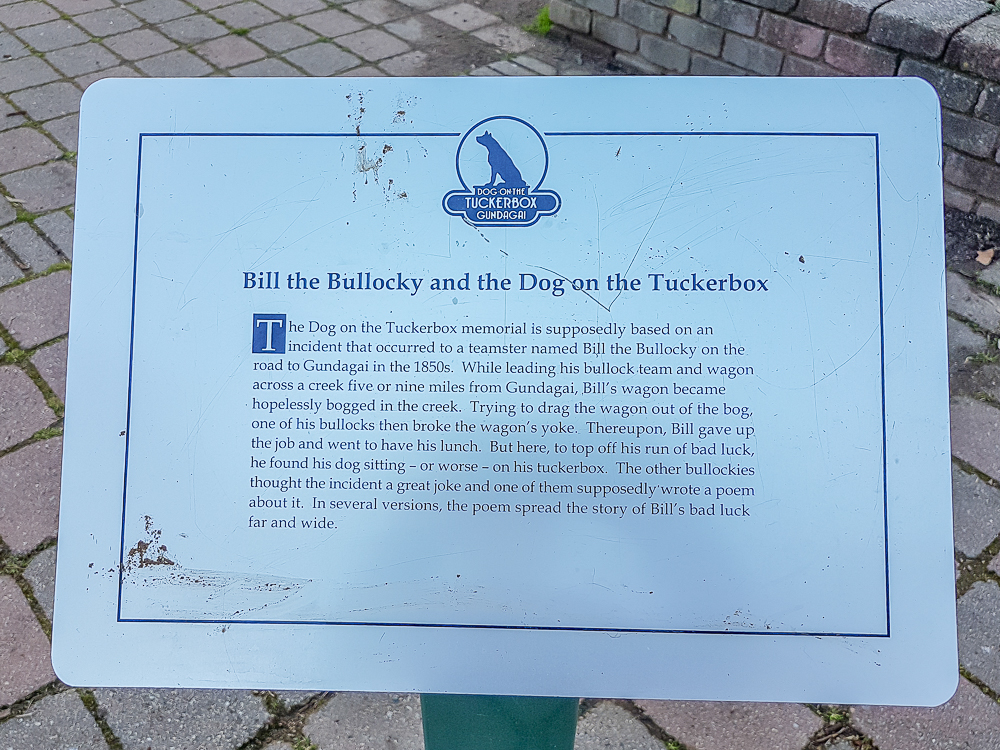 DOG ON THE
TUCKERBOX
GUNDAGAI
Bill the Bullocky and the Dog on the Tuckerbox
The Dog on the Tuckerbox memorial is supposedly based on an
incident that occurred to a teamster named Bill the Bullocky on the
road to Gundagai in the 1850s. While leading his bullock team and wagon
across a creek five or nine miles from Gundagai, Bill's wagon became
hopelessly bogged in the creek. Trying to drag the wagon out of the bog,
one of his bullocks then broke the wagon's yoke. Thereupon, Bill gave up
the job and went to have his lunch. But here, to top off his run of bad luck,
he found his dog sitting – or worse – on his tuckerbox. The other bullockies
thought the incident a great joke and one of them supposedly wrote a poem
about it. In several versions, the poem spread the story of Bill's bad luck
far and wide.